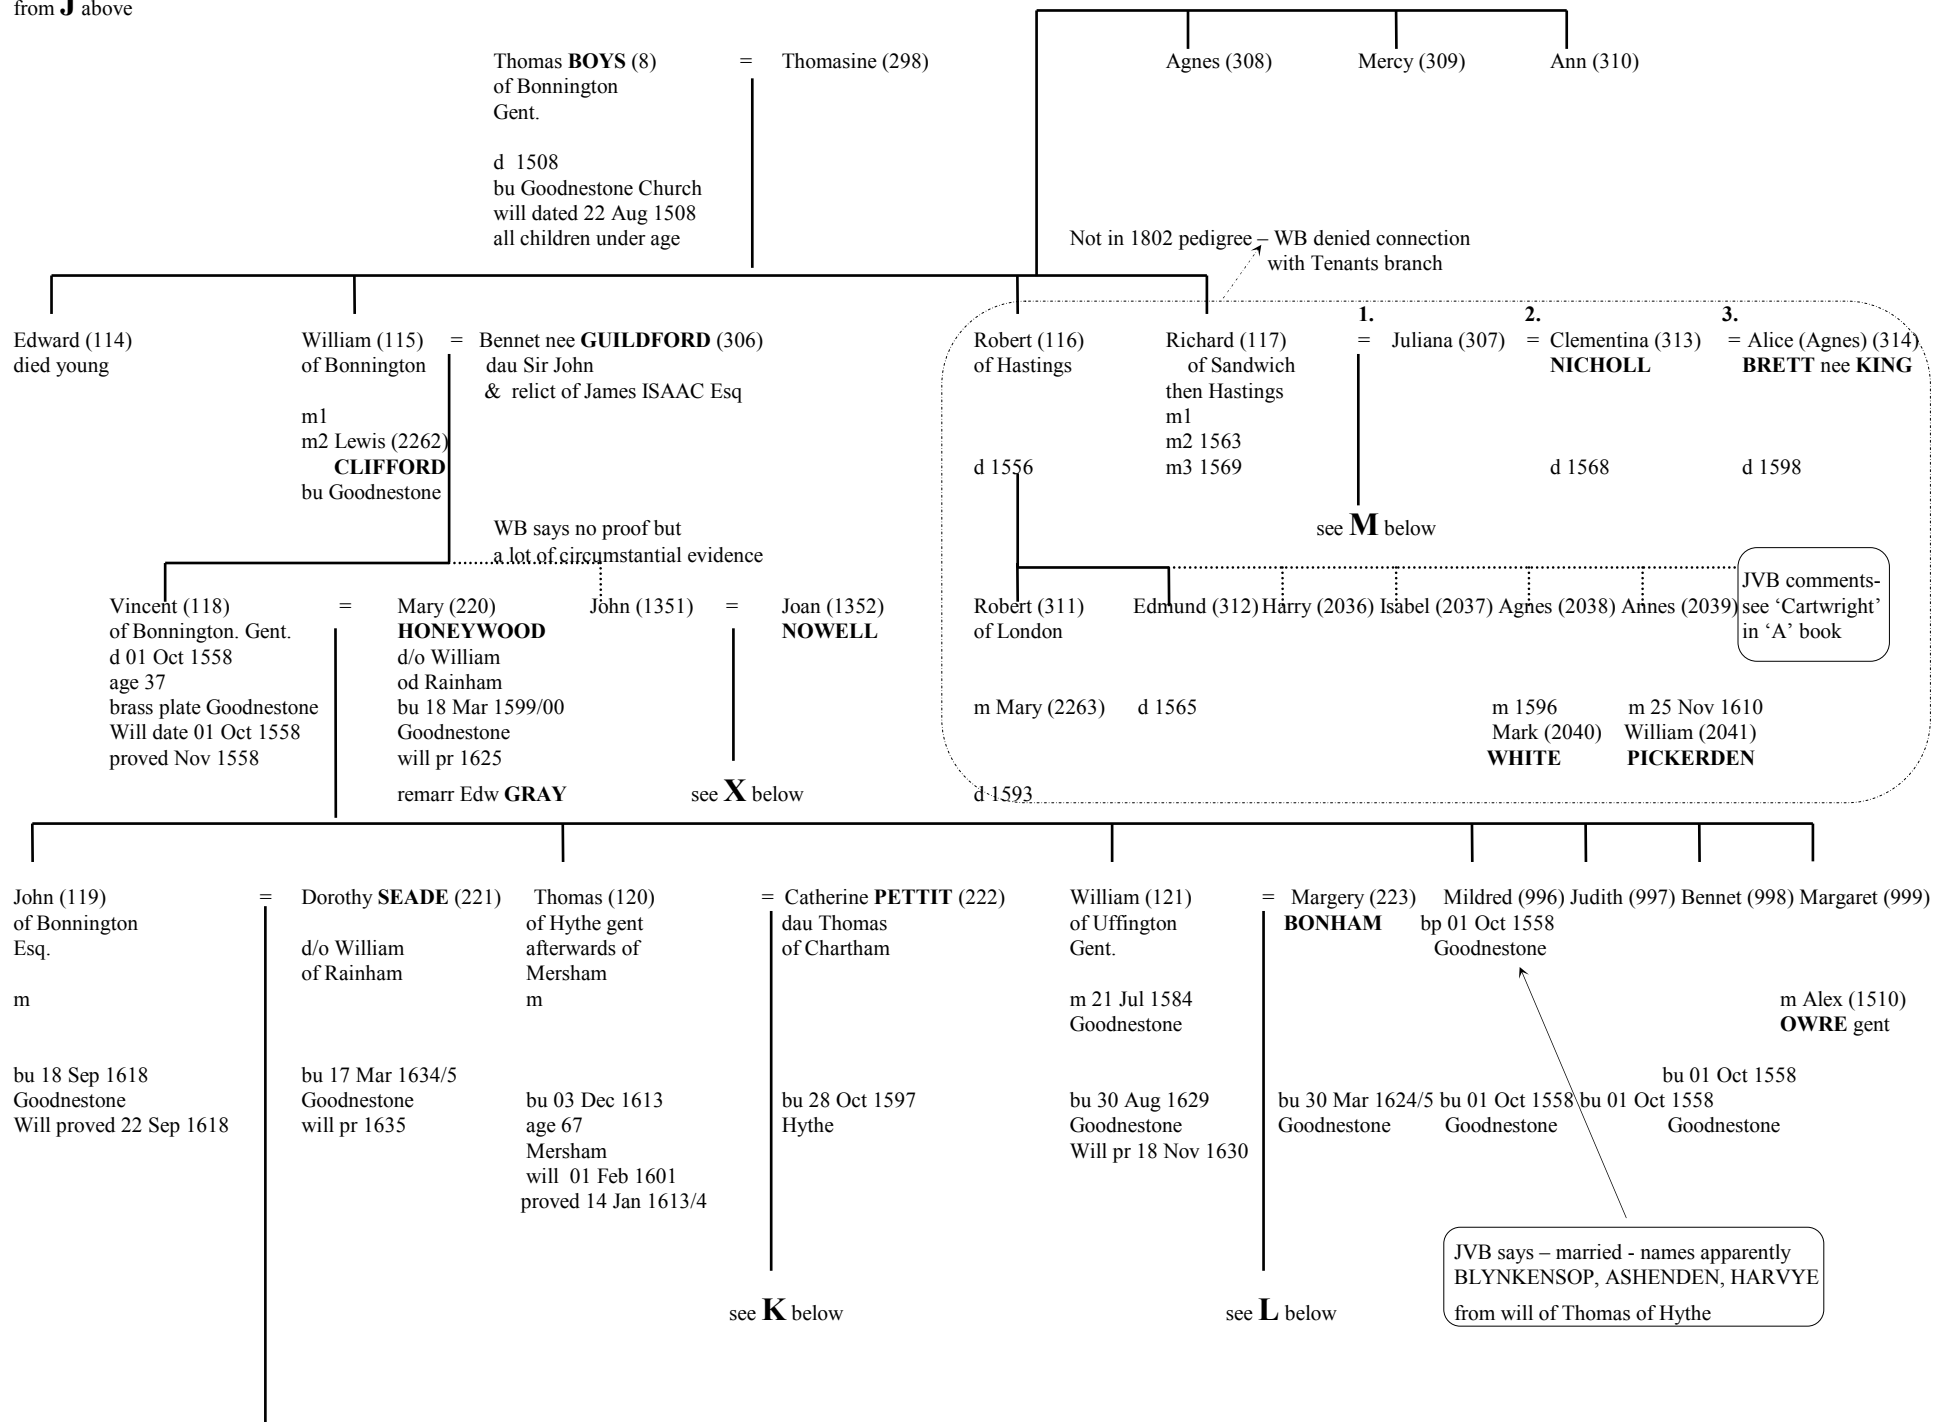 from J above
Thomas BOYS (8) = Thomasine (298) Agnes (308) Mercy (309) Ann (310)
of Bonnington
Gent.
d 1508
bu Goodnestone Church
will dated 22 Aug 1508
all children under age
Not in 1802 pedigree – WB denied connection
with Tenants branch
Edward (114)
died young
William (115) =
of Bonnington
m1
m2 Lewis (2262)
CLIFFORD
bu Goodnestone
Bennet nee GUILDFORD (306)
dau Sir John
& relict of James ISAAC Esq
Robert (116)
of Hastings
d 1556
Richard (117)
of Sandwich
then Hastings
m1
m2 1563
m3 1569
1.
= Juliana (307)
see M below
2.
= Clementina (313)
NICHOLL
d 1568
3.
= Alice (Agnes) (314)
BRETT nee KING
d 1598
WB says no proof but
a lot of circumstantial evidence
Vincent (118) =
of Bonnington. Gent.
d 01 Oct 1558
age 37
brass plate Goodnestone
Will date 01 Oct 1558
proved Nov 1558
Mary (220)
HONEYWOOD
d/o William
od Rainham
bu 18 Mar 1599/00
Goodnestone
will pr 1625
remarr Edw GRAY
John (1351) = Joan (1352)
NOWELL
see X below
Robert (311)
of London
m Mary (2263)
d 1593
Edmund (312)
d 1565
Harry (2036)
Isabel (2037)
Agnes (2038)
m 1596
Mark (2040)
WHITE
Annes (2039)
m 25 Nov 1610
William (2041)
PICKERDEN
JVB comments-
see ‘Cartwright’
in ‘A’ book
John (119) =
of Bonnington
Esq.
m
bu 18 Sep 1618
Goodnestone
Will proved 22 Sep 1618
Dorothy SEADE (221)
d/o William
of Rainham
bu 17 Mar 1634/5
Goodnestone
will pr 1635
Thomas (120)
of Hythe gent
afterwards of
Mersham
m
bu 03 Dec 1613
age 67
Mersham
will 01 Feb 1601
proved 14 Jan 1613/4
= Catherine PETTIT (222)
dau Thomas
of Chartham
bu 28 Oct 1597
Hythe
see K below
William (121)
of Uffington
Gent.
m 21 Jul 1584
Goodnestone
bu 30 Aug 1629
Goodnestone
Will pr 18 Nov 1630
= Margery (223)
BONHAM
bu 30 Mar 1624/5
Goodnestone
see L below
Mildred (996)
bp 01 Oct 1558
Goodnestone
bu 01 Oct 1558
Goodnestone
Judith (997)
bu 01 Oct 1558
Bennet (998)
bu 01 Oct 1558
Goodnestone
Margaret (999)
m Alex (1510)
OWRE gent
JVB says – married - names apparently
BLYNKENSOP, ASHENDEN, HARVYE
from will of Thomas of Hythe